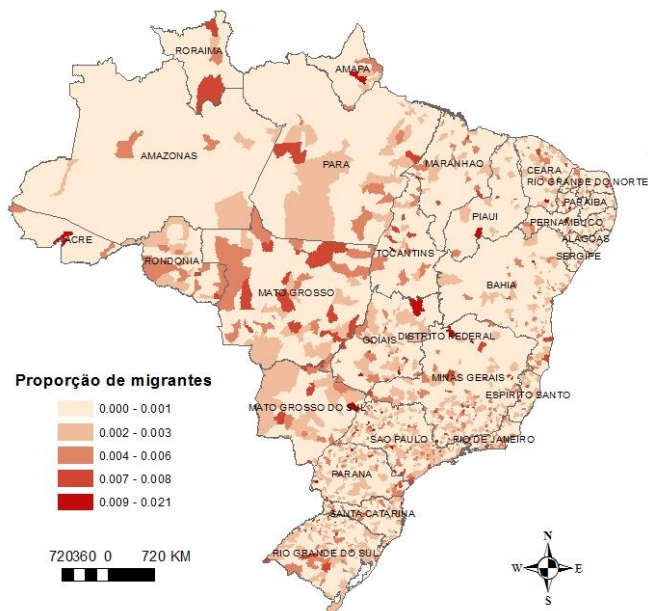 RORAIMA
AMAPA
AMAZONAS
PARA
MARANHAO
CEARA
RIO GRANDE DO NORTE
PARAIBA
PIAUI
PERNAMBUCO
ALAGOAS
SERGIPE
ACRE
RONDONIA
TOCANTINS
BAHIA
MATO GROSSO
GOIAIS
DISTRITO FEDERAL
MINAS GERAIS
ESPIRITO SANTO
MATO GROSSO DO SUL
SAO PAULO
RIO DE JANEIRO
PARANA
SANTA CATARINA
RIO GRANDE DO SUL
Proporção de migrantes
0.000 - 0.001
0.002 - 0.003
0.004 - 0.006
0.007 - 0.008
0.009 - 0.021
720360 0 720 KM
N
W E
S